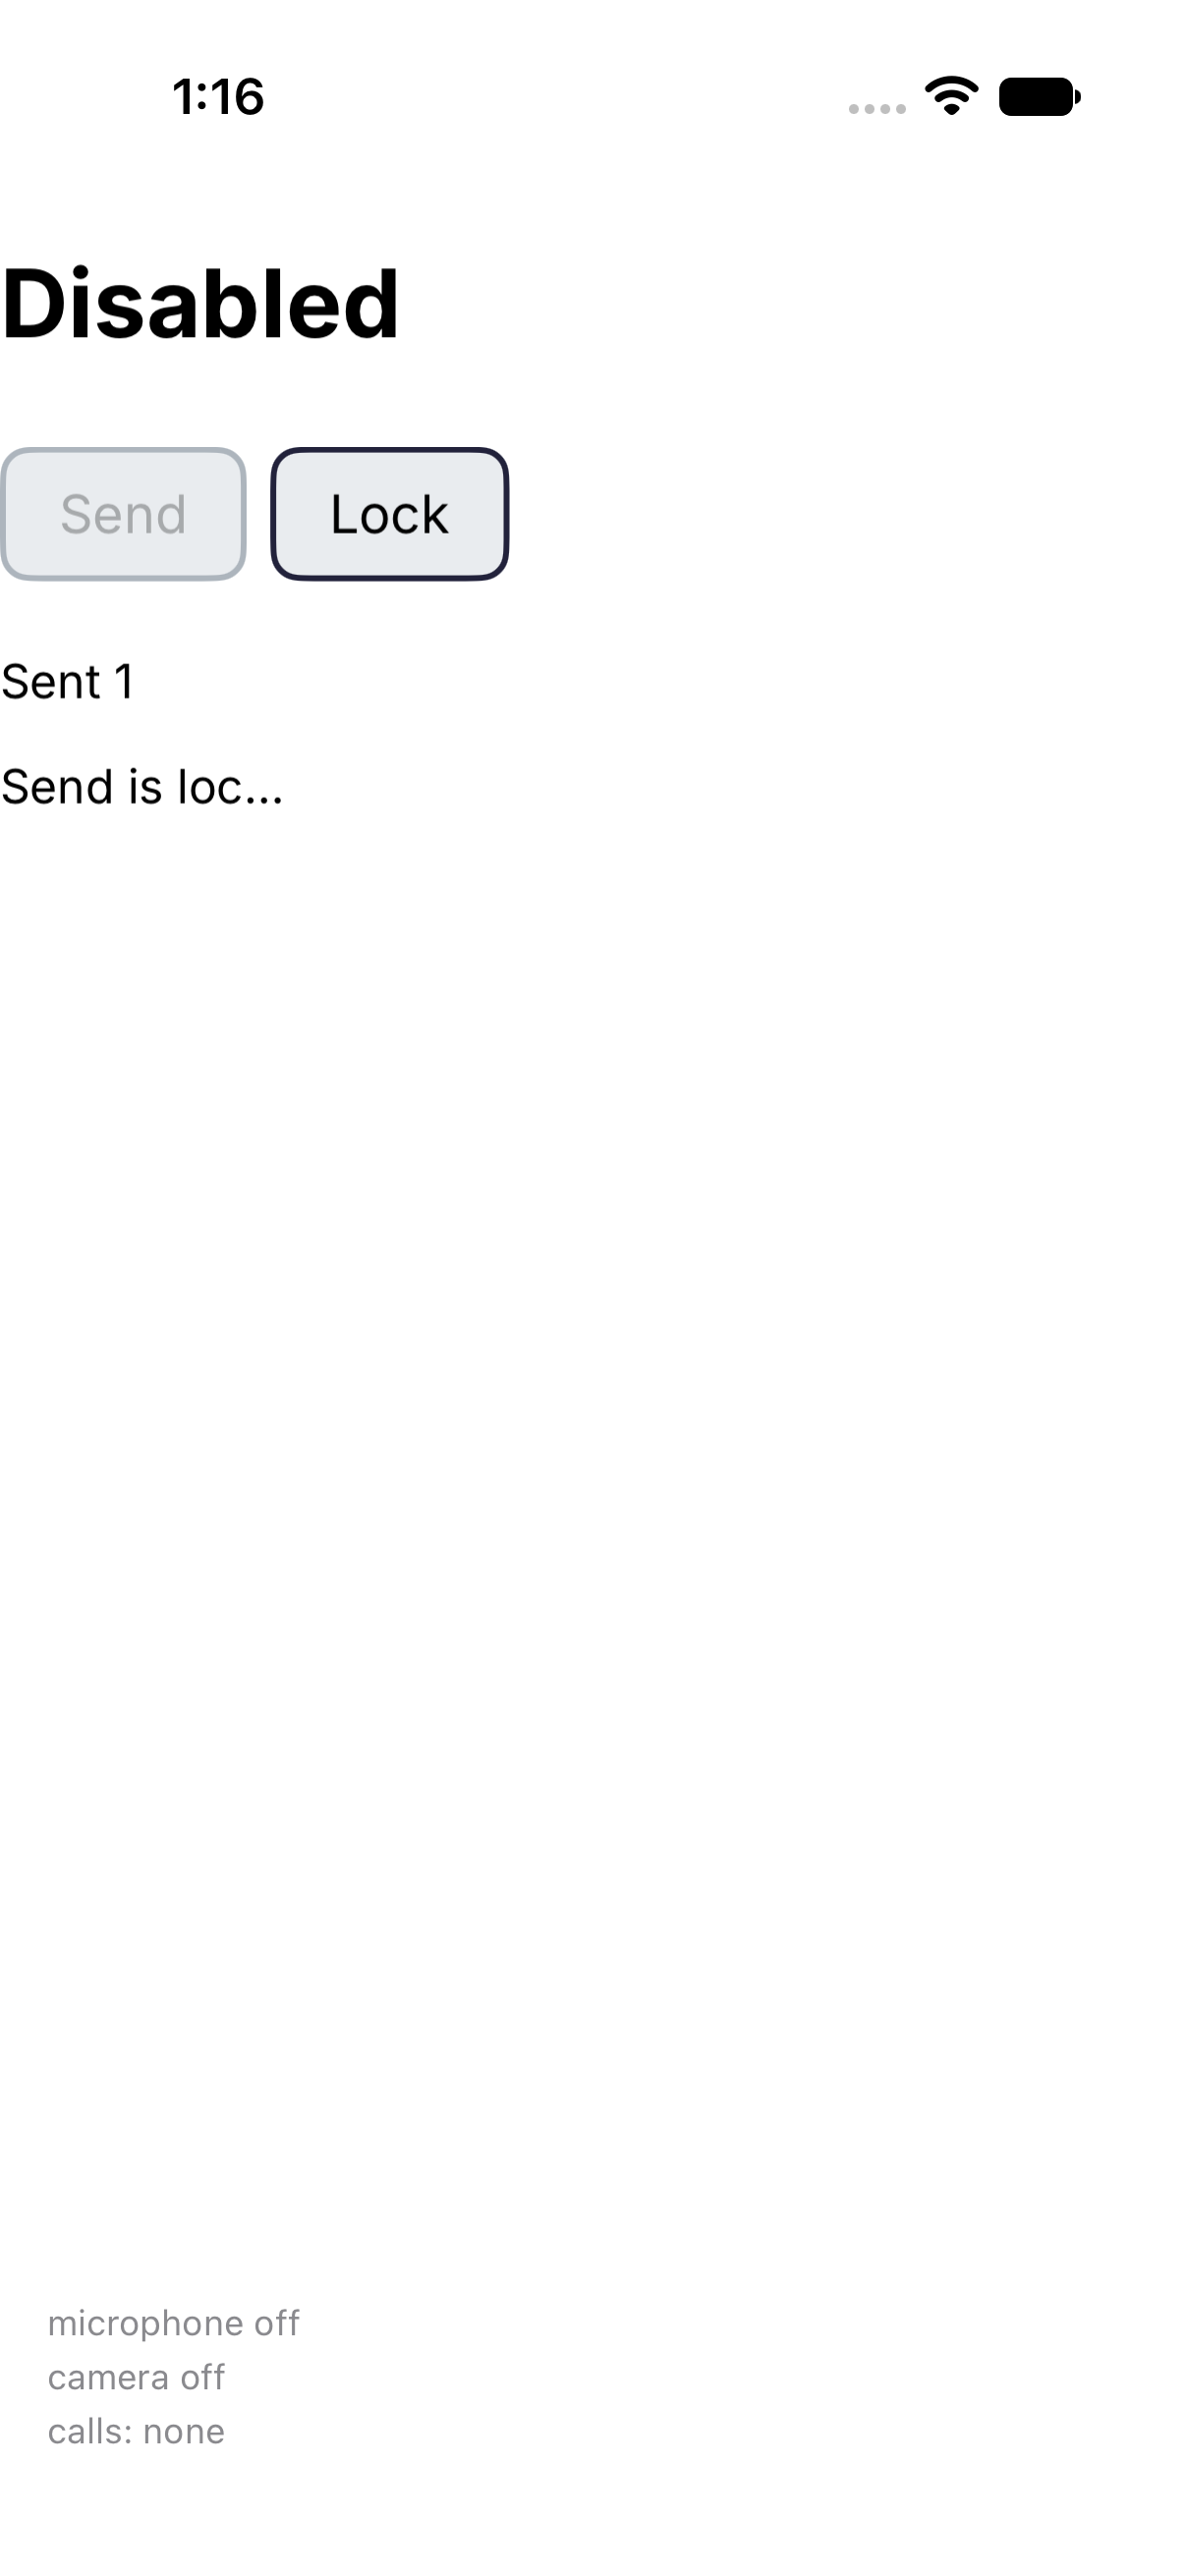 1:16
Disabled
Send Lock
Sent 1
Send is loc...
microphone off
camera off
calls: none